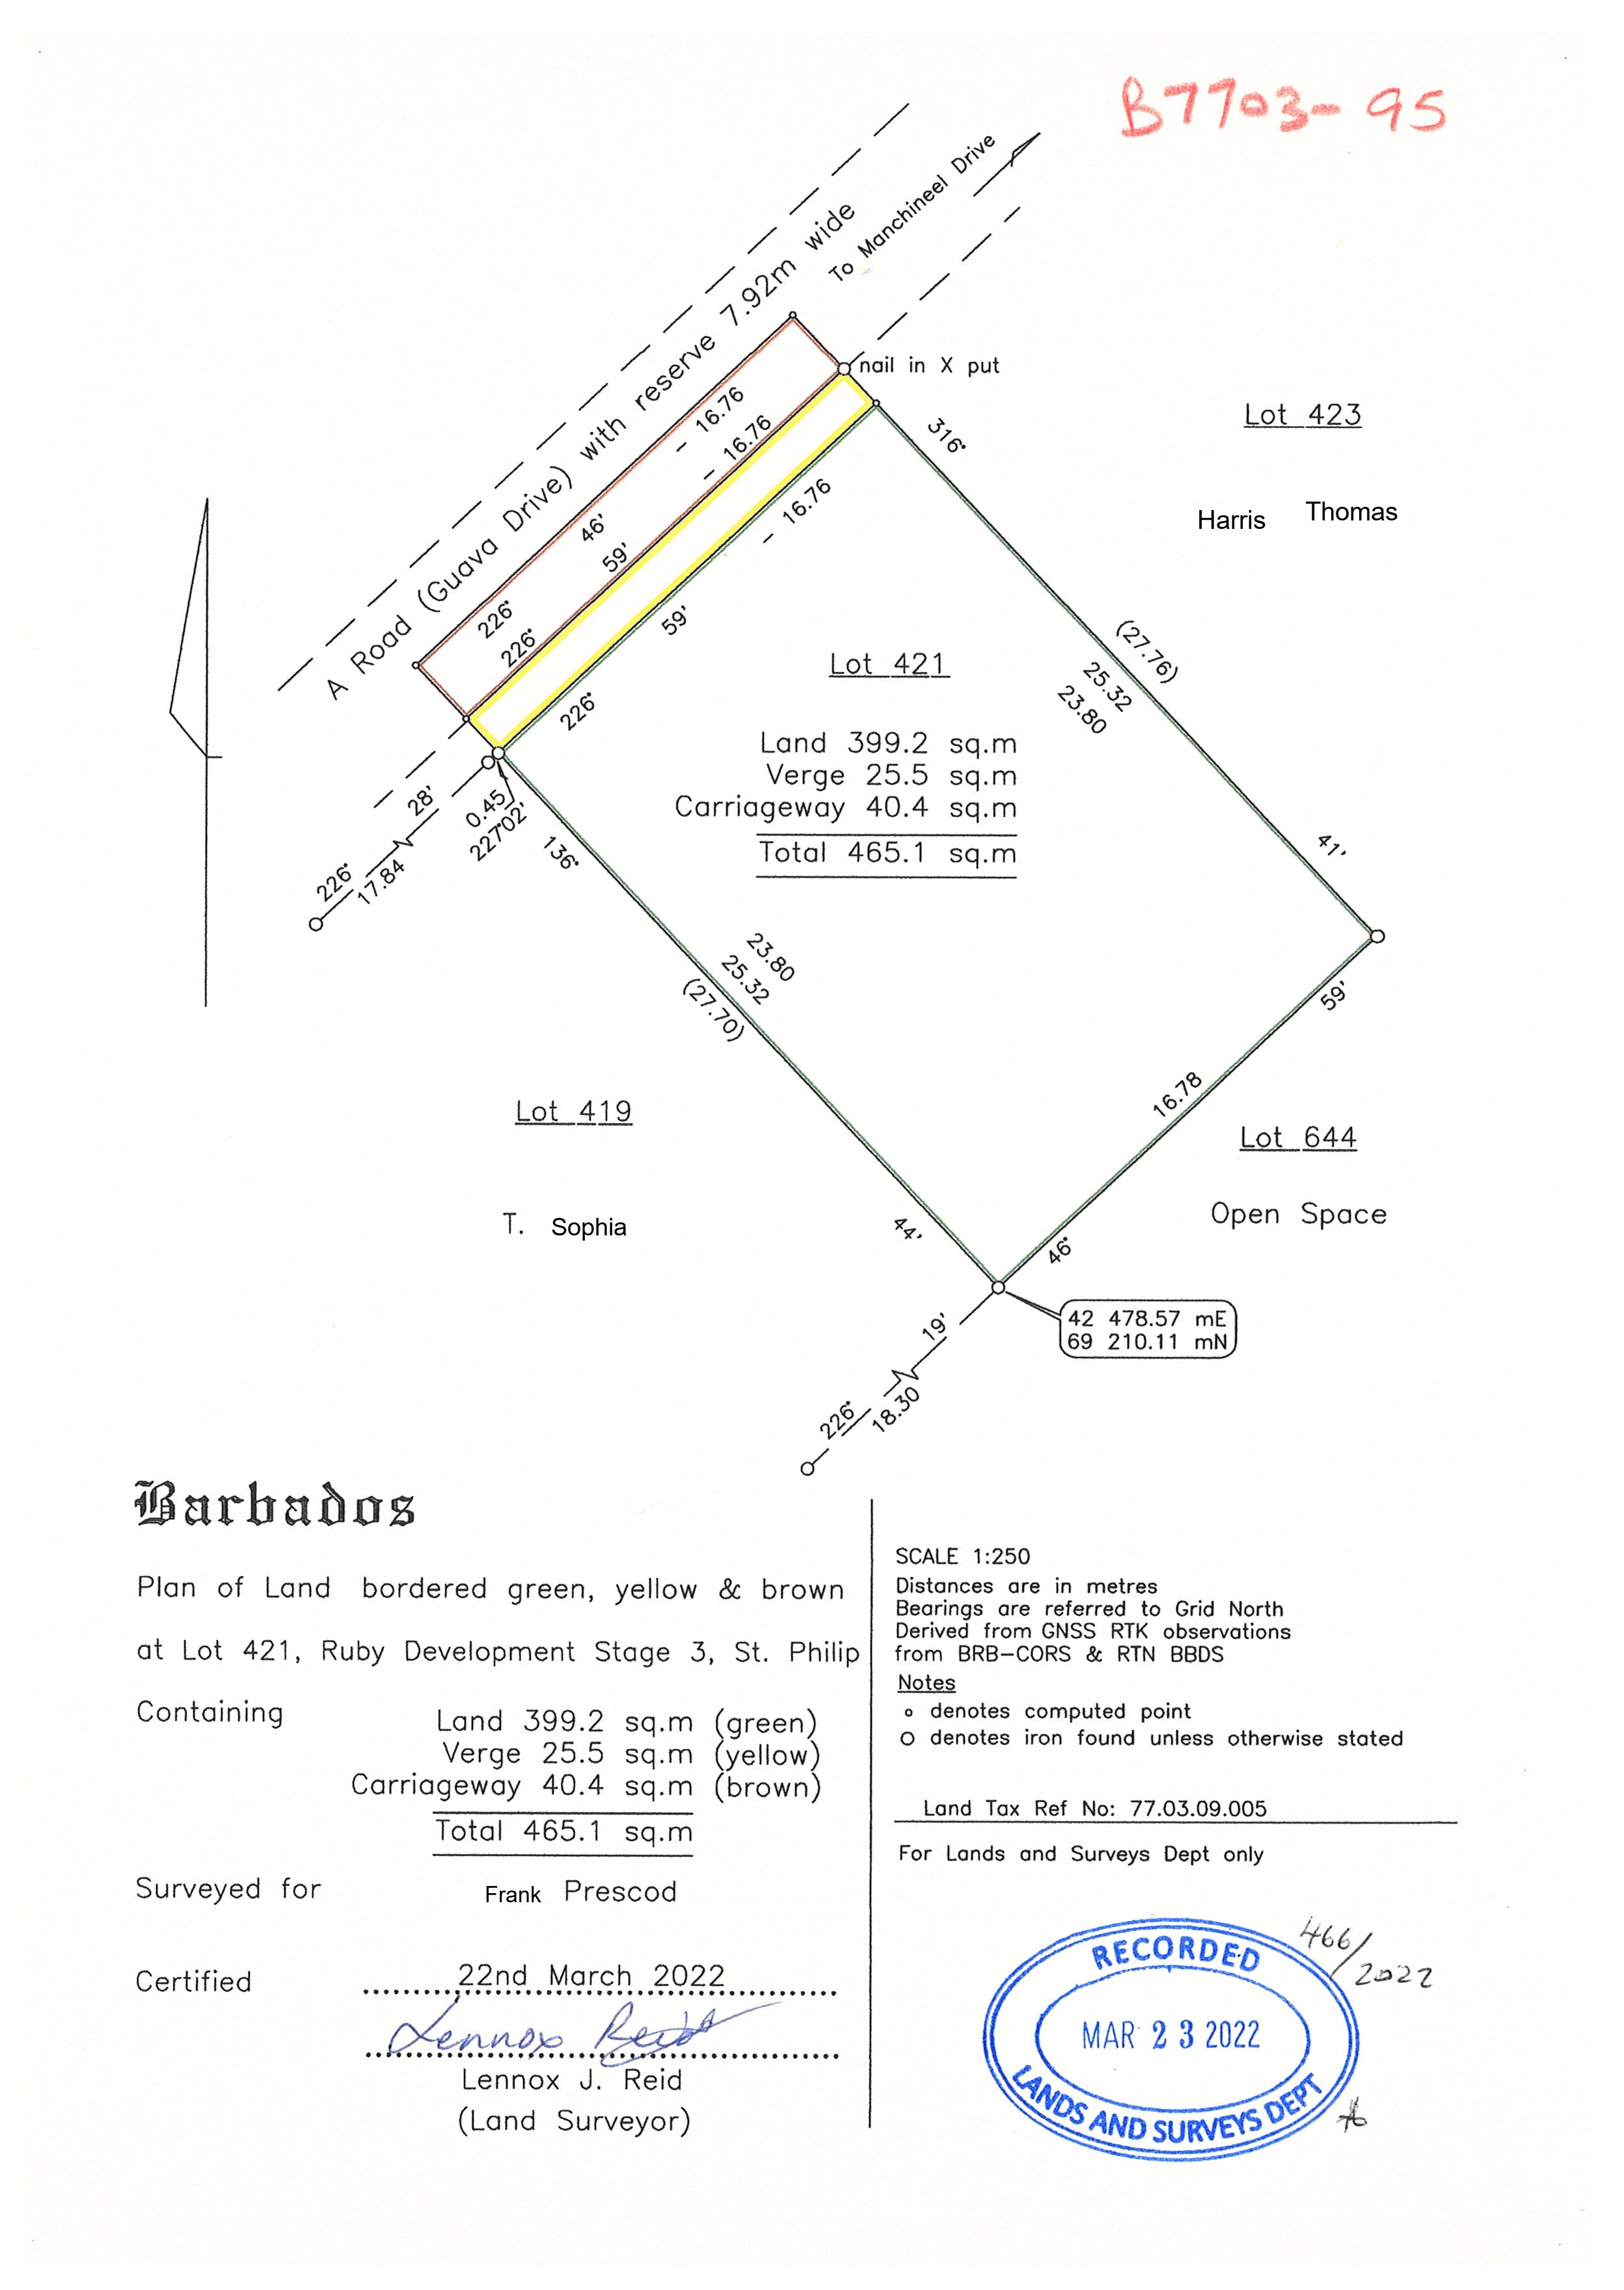 B7703- 95
To Manchineel Drive
A Road (Guava Drive) with reserve 7.92m wide
nail in X put
- 16.76
- 16.76
- 16.76
46'
59'
59'
226°
226°
226°
316°
Lot 423
Harris Thomas
(27.76)
25.32
23.80
41'
Lot 421
Land 399.2 sq.m
Verge 25.5 sq.m
Carriageway 40.4 sq.m
Total 465.1 sq.m
28'
226°
17.84
0.45
227°02'
136°
23.80
25.32
(27.70)
44'
59'
16.78
46°
Lot 419
T. Sophia
Lot 644
Open Space
42 478.57 mE
69 210.11 mN
19'
226°
18.30
Barbados
Plan of Land bordered green, yellow & brown
at Lot 421, Ruby Development Stage 3, St. Philip
Containing
Land 399.2 sq.m (green)
Verge 25.5 sq.m (yellow)
Carriageway 40.4 sq.m (brown)
Total 465.1 sq.m
Surveyed for Frank Prescod
Certified 22nd March 2022
Lennox Reid
Lennox J. Reid
(Land Surveyor)
SCALE 1:250
Distances are in metres
Bearings are referred to Grid North
Derived from GNSS RTK observations
from BRB-CORS & RTN BBDS
Notes
o denotes computed point
O denotes iron found unless otherwise stated
Land Tax Ref No: 77.03.09.005
For Lands and Surveys Dept only
466/2022
RECORDED
MAR 23 2022
LANDS AND SURVEYS DEPT